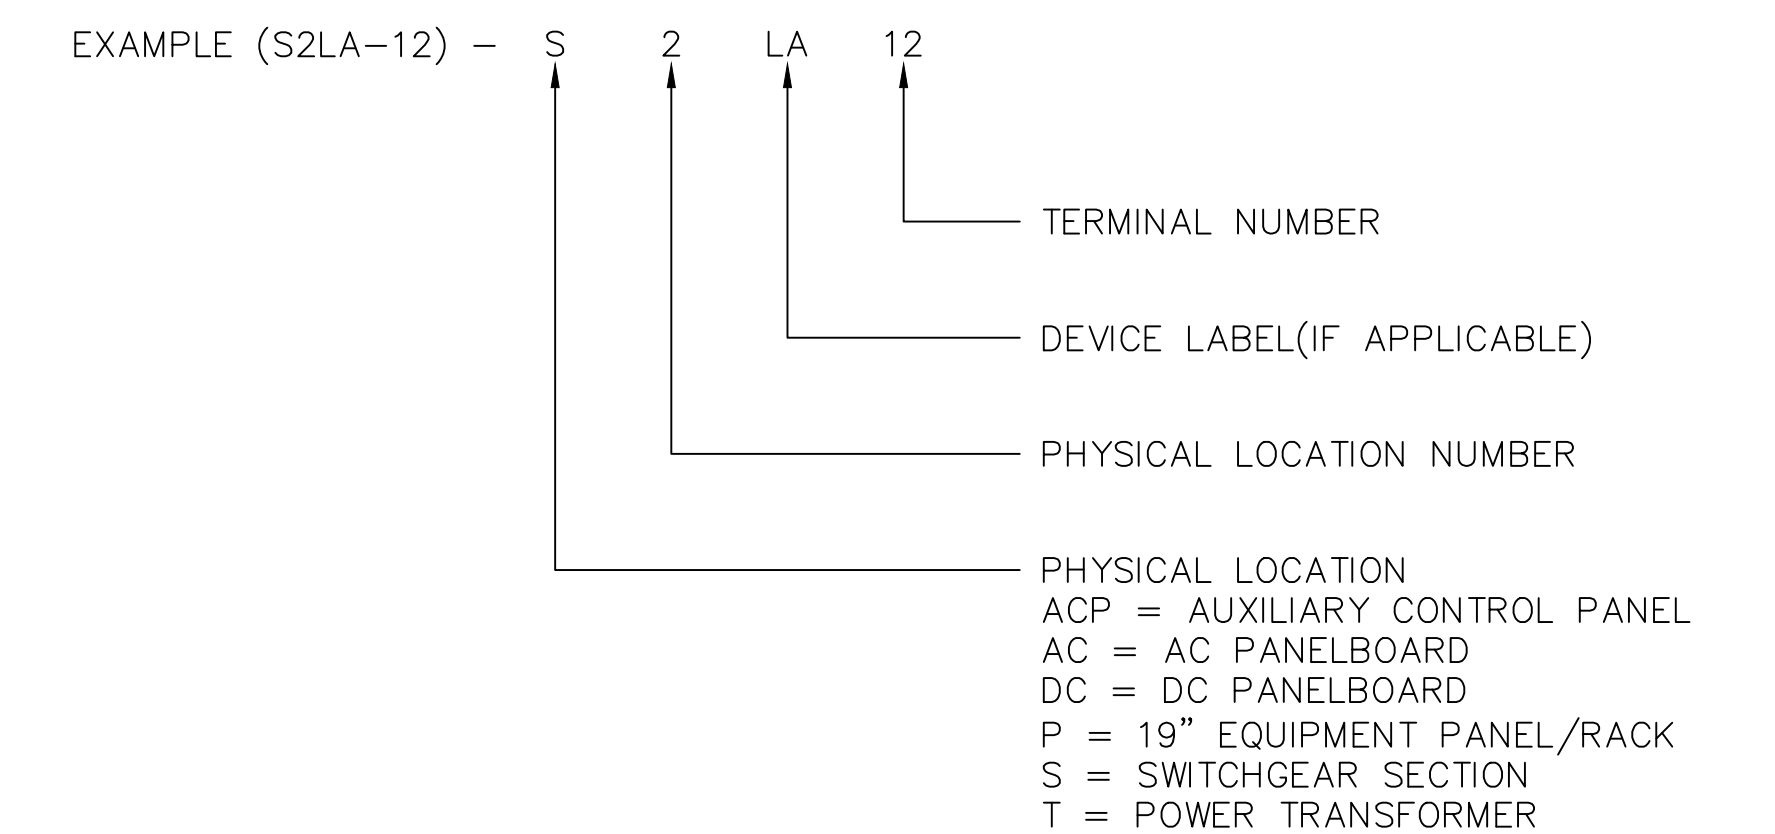 EXAMPLE (S2LA-12) - S 2 LA 12
TERMINAL NUMBER
DEVICE LABEL(IF APPLICABLE)
PHYSICAL LOCATION NUMBER
PHYSICAL LOCATION
ACP = AUXILIARY CONTROL PANEL
AC = AC PANELBOARD
DC = DC PANELBOARD
P = 19" EQUIPMENT PANEL/RACK
S = SWITCHGEAR SECTION
T = POWER TRANSFORMER